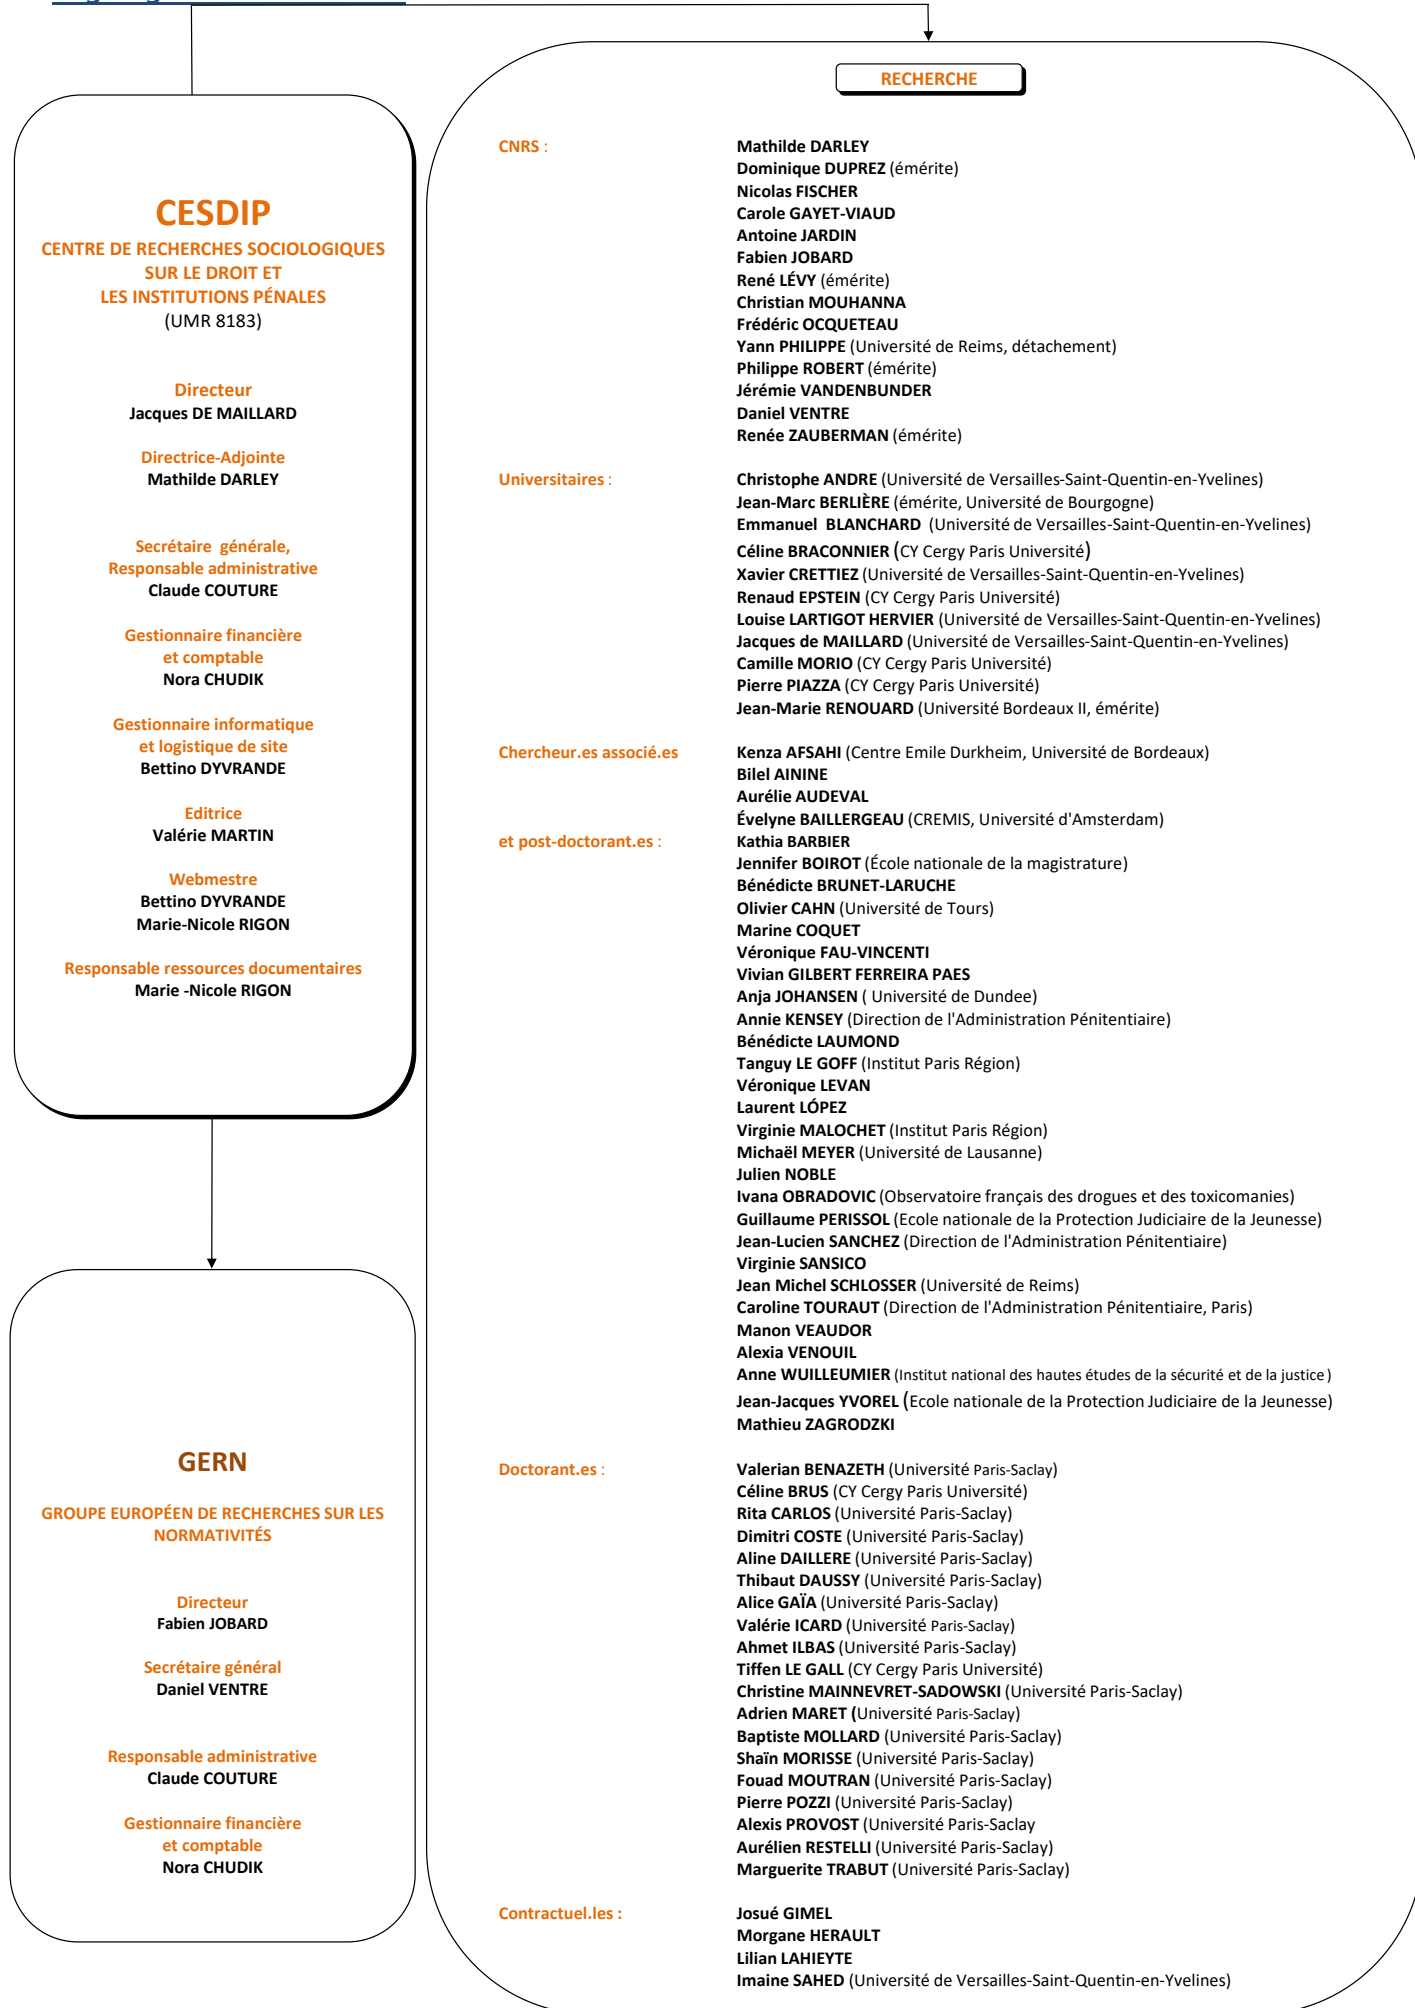 CESDIP
CENTRE DE RECHERCHES SOCIOLOGIQUES
SUR LE DROIT ET
LES INSTITUTIONS PÉNALES
(UMR 8183)
Directeur
Jacques DE MAILLARD
Directrice-Adjointe
Mathilde DARLEY
Secrétaire générale,
Responsable administrative
Claude COUTURE
Gestionnaire financière
et comptable
Nora CHUDIK
Gestionnaire informatique
et logistique de site
Bettino DYVRANDE
Editrice
Valérie MARTIN
Webmestre
Bettino DYVRANDE
Marie-Nicole RIGON
Responsable ressources documentaires
Marie -Nicole RIGON
GERN
GROUPE EUROPÉEN DE RECHERCHES SUR LES
NORMATIVITÉS
Directeur
Fabien JOBARD
Secrétaire général
Daniel VENTRE
Responsable administrative
Claude COUTURE
Gestionnaire financière
et comptable
Nora CHUDIK
RECHERCHE
CNRS : Mathilde DARLEY
Dominique DUPREZ (émérite)
Nicolas FISCHER
Carole GAYET-VIAUD
Antoine JARDIN
Fabien JOBARD
René LÉVY (émérite)
Christian MOUHANNA
Frédéric OCQUETEAU
Yann PHILIPPE (Université de Reims, détachement)
Philippe ROBERT (émérite)
Jérémie VANDENBUNDER
Daniel VENTRE
Renée ZAUBERMAN (émérite)
Universitaires : Christophe ANDRE (Université de Versailles-Saint-Quentin-en-Yvelines)
Jean-Marc BERLIÈRE (émérite, Université de Bourgogne)
Emmanuel BLANCHARD (Université de Versailles-Saint-Quentin-en-Yvelines)
Céline BRACONNIER (CY Cergy Paris Université)
Xavier CRETTIEZ (Université de Versailles-Saint-Quentin-en-Yvelines)
Renaud EPSTEIN (CY Cergy Paris Université)
Louise LARTIGOT HERVIER (Université de Versailles-Saint-Quentin-en-Yvelines)
Jacques de MAILLARD (Université de Versailles-Saint-Quentin-en-Yvelines)
Camille MORIO (CY Cergy Paris Université)
Pierre PIAZZA (CY Cergy Paris Université)
Jean-Marie RENOUARD (Université Bordeaux II, émérite)
Chercheur.es associé.es Kenza AFSAHI (Centre Emile Durkheim, Université de Bordeaux)
Bilel AININE
Aurélie AUDEVAL
Évelyne BAILLERGEAU (CREMIS, Université d'Amsterdam)
et post-doctorant.es : Kathia BARBIER
Jennifer BOIROT (École nationale de la magistrature)
Bénédicte BRUNET-LARUCHE
Olivier CAHN (Université de Tours)
Marine COQUET
Véronique FAU-VINCENTI
Vivian GILBERT FERREIRA PAES
Anja JOHANSEN ( Université de Dundee)
Annie KENSEY (Direction de l'Administration Pénitentiaire)
Bénédicte LAUMOND
Tanguy LE GOFF (Institut Paris Région)
Véronique LEVAN
Laurent LÓPEZ
Virginie MALOCHET (Institut Paris Région)
Michaël MEYER (Université de Lausanne)
Julien NOBLE
Ivana OBRADOVIC (Observatoire français des drogues et des toxicomanies)
Guillaume PERISSOL (Ecole nationale de la Protection Judiciaire de la Jeunesse)
Jean-Lucien SANCHEZ (Direction de l'Administration Pénitentiaire)
Virginie SANSICO
Jean Michel SCHLOSSER (Université de Reims)
Caroline TOURAUT (Direction de l'Administration Pénitentiaire, Paris)
Manon VEAUDOR
Alexia VENOUIL
Anne WUILLEUMIER (Institut national des hautes études de la sécurité et de la justice )
Jean-Jacques YVOREL (Ecole nationale de la Protection Judiciaire de la Jeunesse)
Mathieu ZAGRODZKI
Doctorant.es : Valerian BENAZETH (Université Paris-Saclay)
Céline BRUS (CY Cergy Paris Université)
Rita CARLOS (Université Paris-Saclay)
Dimitri COSTE (Université Paris-Saclay)
Aline DAILLERE (Université Paris-Saclay)
Thibaut DAUSSY (Université Paris-Saclay)
Alice GAÏA (Université Paris-Saclay)
Valérie ICARD (Université Paris-Saclay)
Ahmet ILBAS (Université Paris-Saclay)
Tiffen LE GALL (CY Cergy Paris Université)
Christine MAINNEVRET-SADOWSKI (Université Paris-Saclay)
Adrien MARET (Université Paris-Saclay)
Baptiste MOLLARD (Université Paris-Saclay)
Shaïn MORISSE (Université Paris-Saclay)
Fouad MOUTRAN (Université Paris-Saclay)
Pierre POZZI (Université Paris-Saclay)
Alexis PROVOST (Université Paris-Saclay
Aurélien RESTELLI (Université Paris-Saclay)
Marguerite TRABUT (Université Paris-Saclay)
Contractuel.les : Josué GIMEL
Morgane HERAULT
Lilian LAHIEYTE
Imaine SAHED (Université de Versailles-Saint-Quentin-en-Yvelines)